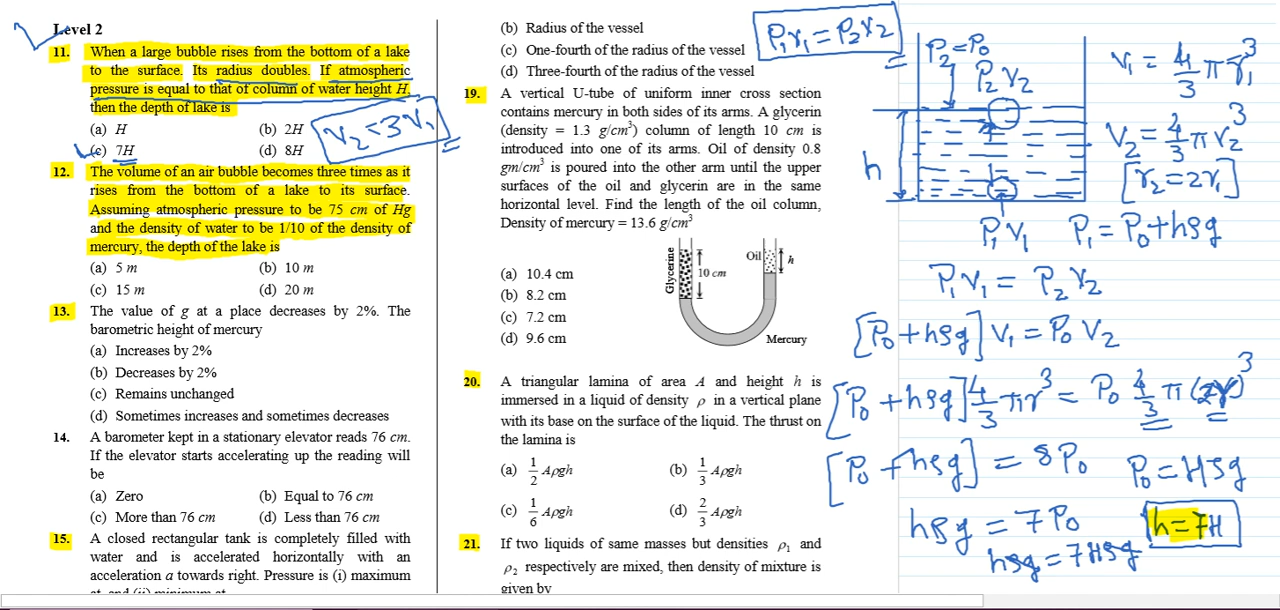 Level 2
11. When a large bubble rises from the bottom of a lake
to the surface. Its radius doubles. If atmospheric
pressure is equal to that of column of water height H,
then the depth of lake is
(a) H (b) 2H
(c) 7H (d) 8H
V₂ = 3V₁
12. The volume of an air bubble becomes three times as it
rises from the bottom of a lake to its surface.
Assuming atmospheric pressure to be 75 cm of Hg
and the density of water to be 1/10 of the density of
mercury, the depth of the lake is
(a) 5 m (b) 10 m
(c) 15 m (d) 20 m
13. The value of g at a place decreases by 2%. The
barometric height of mercury
(a) Increases by 2%
(b) Decreases by 2%
(c) Remains unchanged
(d) Sometimes increases and sometimes decreases
14. A barometer kept in a stationary elevator reads 76 cm.
If the elevator starts accelerating up the reading will
be
(a) Zero (b) Equal to 76 cm
(c) More than 76 cm (d) Less than 76 cm
15. A closed rectangular tank is completely filled with
water and is accelerated horizontally with an
acceleration a towards right. Pressure is (i) maximum
at, and (ii) minimum at
(b) Radius of the vessel
(c) One-fourth of the radius of the vessel
(d) Three-fourth of the radius of the vessel
19. A vertical U-tube of uniform inner cross section
contains mercury in both sides of its arms. A glycerin
(density = 1.3 g/cm³) column of length 10 cm is
introduced into one of its arms. Oil of density 0.8
gm/cm³ is poured into the other arm until the upper
surfaces of the oil and glycerin are in the same
horizontal level. Find the length of the oil column,
Density of mercury = 13.6 g/cm³
(a) 10.4 cm
(b) 8.2 cm
(c) 7.2 cm
(d) 9.6 cm
Glycerine
10 cm
Oil
h
Mercury
20. A triangular lamina of area A and height h is
immersed in a liquid of density ρ in a vertical plane
with its base on the surface of the liquid. The thrust on
the lamina is
(a) 1/2 Aρgh (b) 1/3 Aρgh
(c) 1/6 Aρgh (d) 2/3 Aρgh
21. If two liquids of same masses but densities ρ₁ and
ρ₂ respectively are mixed, then density of mixture is
given by
P₁V₁ = P₂V₂
P₂=P₀
P₂V₂
h
P₁V₁
V₁ = 4/3 π r₁³
V₂ = 4/3 π r₂³
[r₂ = 2r₁]
P₁ = P₀ + hρg
P₁V₁ = P₂V₂
[P₀ + hρg] V₁ = P₀ V₂
[P₀ + hρg] 4/3 πr³ = P₀ 4/3 π (2r)³
[P₀ + hρg] = 8P₀
P₀ = Hρg
hρg = 7P₀
h = 7H
hρg = 7Hρg